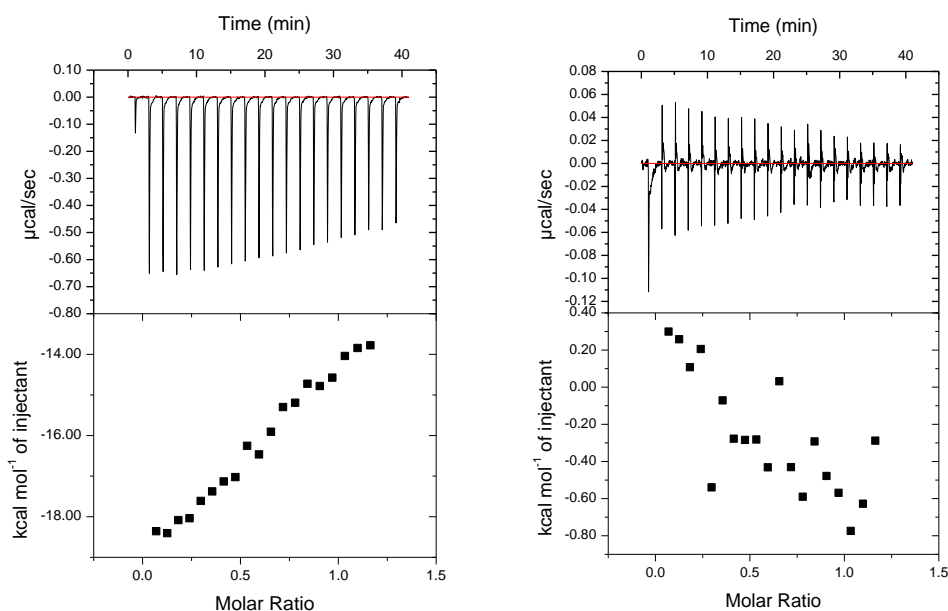 Time (min)
0 10 20 30 40
0.10
0.00
-0.10
-0.20
-0.30
-0.40
-0.50
-0.60
-0.70
-0.80
µcal/sec
-14.00
-16.00
-18.00
kcal mol⁻¹ of injectant
0.0 0.5 1.0 1.5
Molar Ratio
Time (min)
0 10 20 30 40
0.08
0.06
0.04
0.02
0.00
-0.02
-0.04
-0.06
-0.08
-0.10
-0.12
µcal/sec
0.40
0.20
0.00
-0.20
-0.40
-0.60
-0.80
kcal mol⁻¹ of injectant
0.0 0.5 1.0 1.5
Molar Ratio